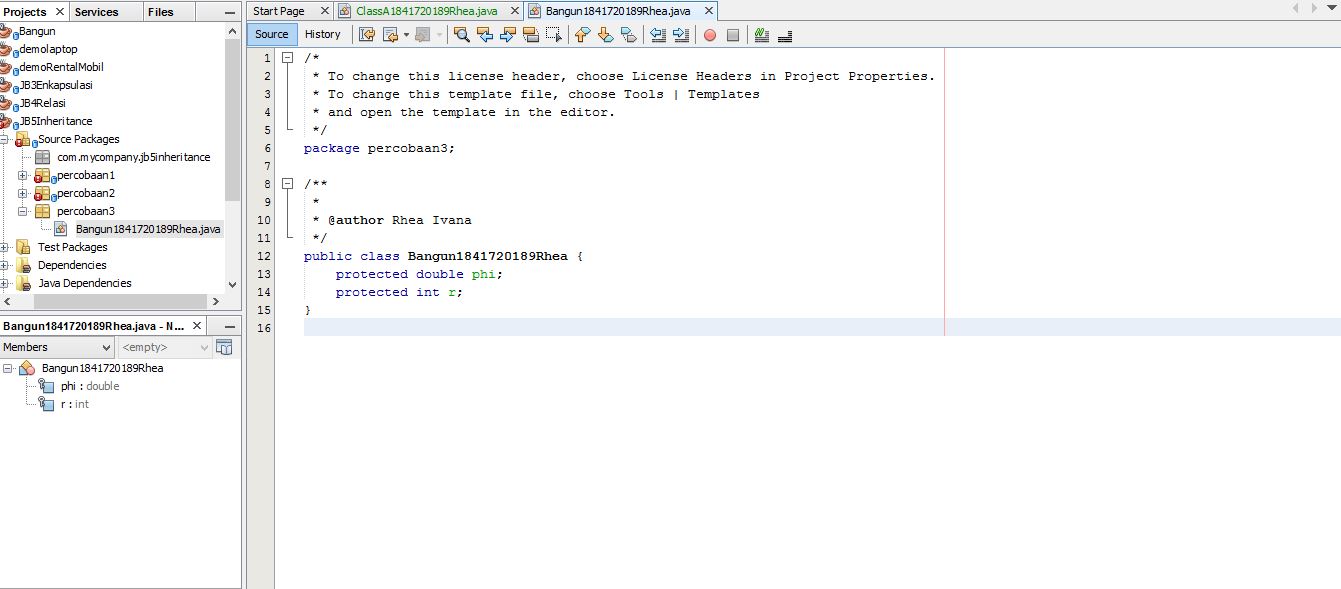 Projects Services Files
Bangun
demolaptop
demoRentalMobil
JB3Enkapsulasi
JB4Relasi
JB5Inheritance
Source Packages
com.mycompany.jb5inheritance
percobaan1
percobaan2
percobaan3
Bangun1841720189Rhea.java
Test Packages
Dependencies
Java Dependencies
Bangun1841720189Rhea.java - N...
Members <empty>
Bangun1841720189Rhea
phi : double
r : int
Start Page ClassA1841720189Rhea.java Bangun1841720189Rhea.java
Source History
1 /*
2 * To change this license header, choose License Headers in Project Properties.
3 * To change this template file, choose Tools | Templates
4 * and open the template in the editor.
5 */
6 package percobaan3;
7
8 /**
9 *
10 * @author Rhea Ivana
11 */
12 public class Bangun1841720189Rhea {
13 protected double phi;
14 protected int r;
15 }
16